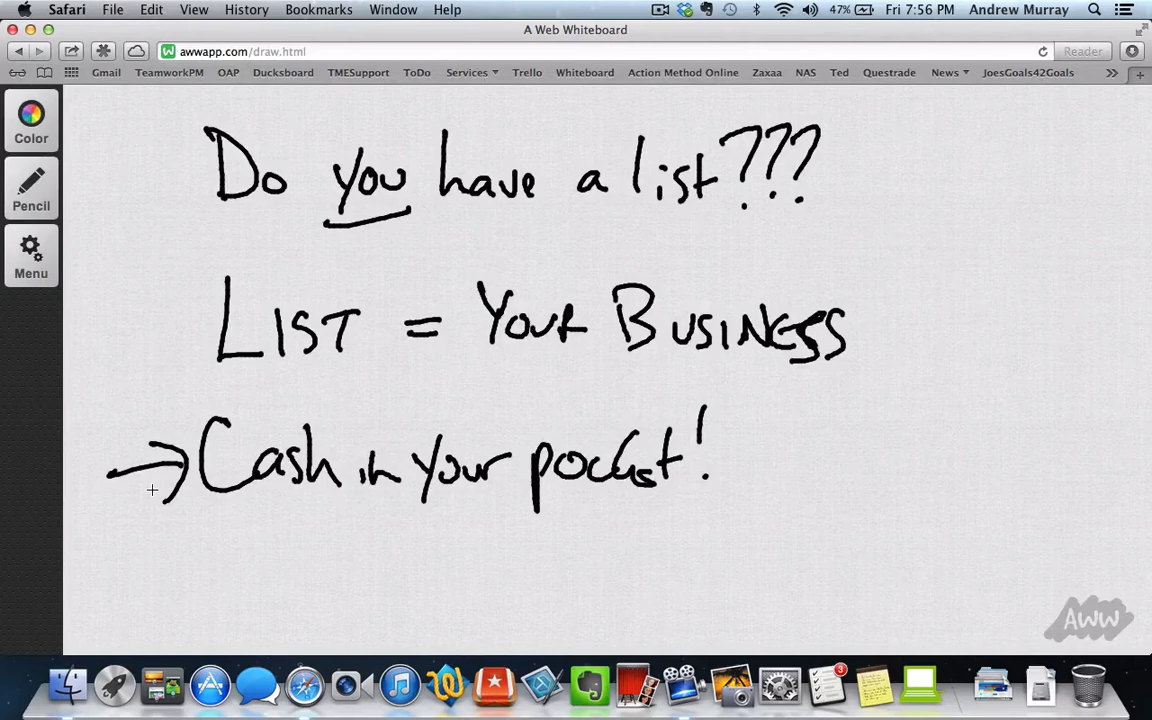 Safari File Edit View History Bookmarks Window Help 47% Fri 7:56 PM Andrew Murray
A Web Whiteboard
awwapp.com/draw.html Reader
Gmail TeamworkPM OAP Ducksboard TMESupport ToDo Services Trello Whiteboard Action Method Online Zaxaa NAS Ted Questrade News JoesGoals42Goals
Color
Pencil
Menu
Do you have a list???
LIST = Your BUSINESS
→ Cash in your pocket!
AWW
3